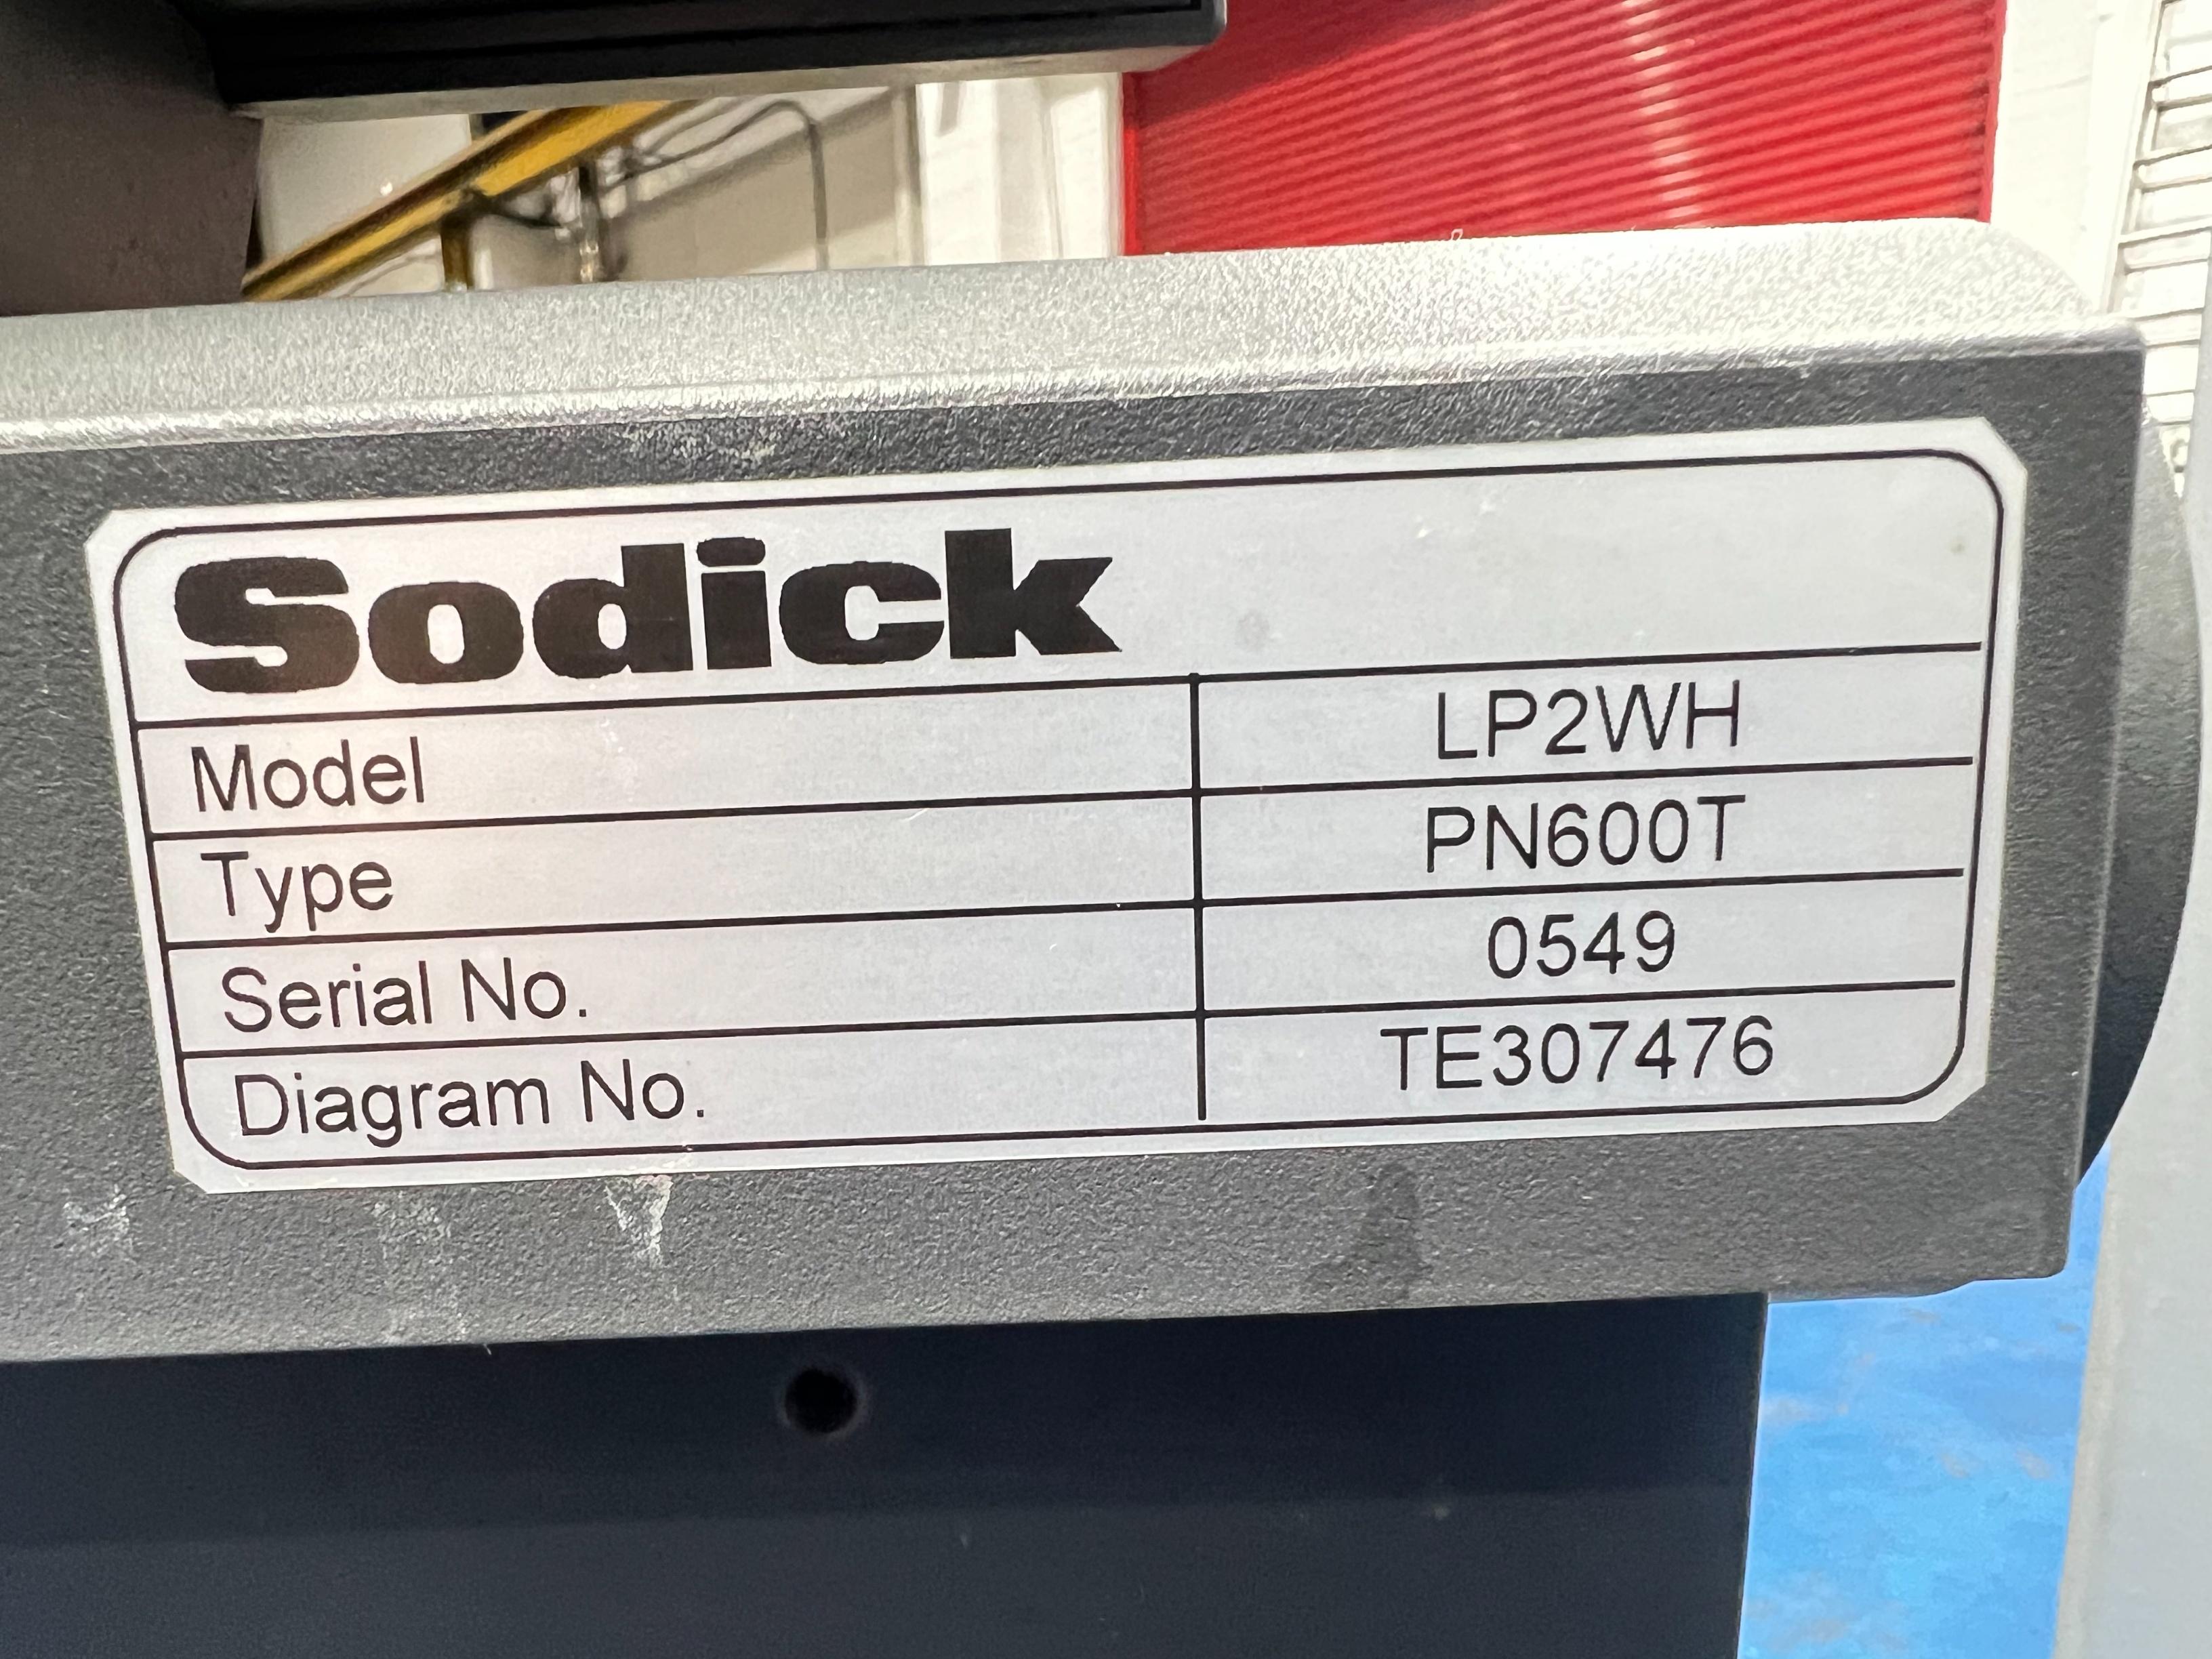 Sodick
Model LP2WH
Type PN600T
Serial No. 0549
Diagram No. TE307476